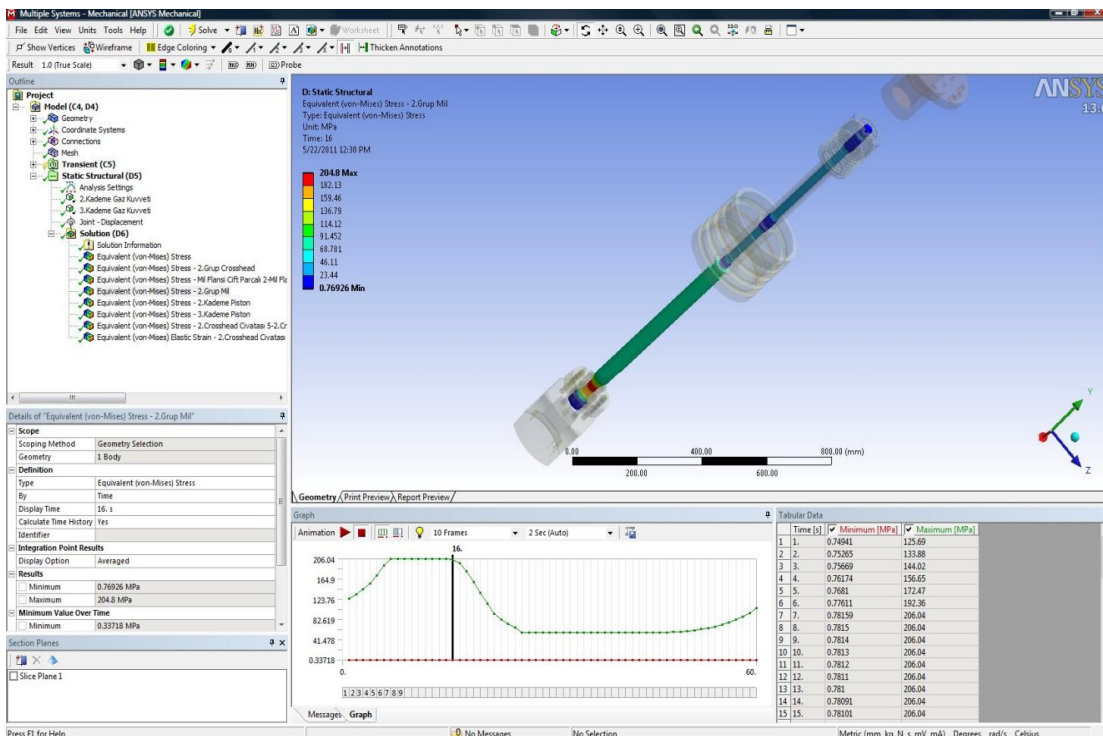 Multiple Systems - Mechanical [ANSYS Mechanical]
File Edit View Units Tools Help Solve Worksheet
Show Vertices Wireframe Edge Coloring Thicken Annotations
Result 1.0 (True Scale) Probe
Outline
Project
Model (C4, D4)
Geometry
Coordinate Systems
Connections
Mesh
Transient (C5)
Static Structural (D5)
Analysis Settings
2.Kademe Gaz Kuvveti
3.Kademe Gaz Kuvveti
Joint - Displacement
Solution (D6)
Solution Information
Equivalent (von-Mises) Stress
Equivalent (von-Mises) Stress - 2.Grup Crosshead
Equivalent (von-Mises) Stress - Mil Flansi Cift Parcalı 2-Mil Fla
Equivalent (von-Mises) Stress - 2.Grup Mil
Equivalent (von-Mises) Stress - 2.Kademe Piston
Equivalent (von-Mises) Stress - 3.Kademe Piston
Equivalent (von-Mises) Stress - 2.Crosshead Civatası 5-2.Cr
Equivalent (von-Mises) Elastic Strain - 2.Crosshead Civatas
Details of "Equivalent (von-Mises) Stress - 2.Grup Mil"
Scope
Scoping Method Geometry Selection
Geometry 1 Body
Definition
Type Equivalent (von-Mises) Stress
By Time
Display Time 16. s
Calculate Time History Yes
Identifier
Integration Point Results
Display Option Averaged
Results
Minimum 0.76926 MPa
Maximum 204.8 MPa
Minimum Value Over Time
Minimum 0.33718 MPa
Section Planes
Slice Plane 1
D: Static Structural
Equivalent (von-Mises) Stress - 2.Grup Mil
Type: Equivalent (von-Mises) Stress
Unit: MPa
Time: 16
5/22/2011 12:30 PM
204.8 Max
182.13
159.46
136.79
114.12
91.452
68.781
46.11
23.44
0.76926 Min
ANSYS
13.0
Y
Z
0.00 400.00 800.00 (mm)
200.00 600.00
Geometry Print Preview Report Preview
Graph
Animation 10 Frames 2 Sec (Auto)
16.
206.04
164.9
123.76
82.619
41.478
0.33718
0. 60.
1 2 3 4 5 6 7 8 9
Messages Graph
Tabular Data
Time [s] Minimum [MPa] Maximum [MPa]
1 1. 0.74941 125.69
2 2. 0.75265 133.88
3 3. 0.75669 144.02
4 4. 0.76174 156.65
5 5. 0.7681 172.47
6 6. 0.77611 192.36
7 7. 0.78159 206.04
8 8. 0.7815 206.04
9 9. 0.7814 206.04
10 10. 0.7813 206.04
11 11. 0.7812 206.04
12 12. 0.7811 206.04
13 13. 0.781 206.04
14 14. 0.78091 206.04
15 15. 0.78101 206.04
Press F1 for Help No Messages No Selection Metric (mm, kg, N, s, mV, mA) Degrees rad/s Celsius